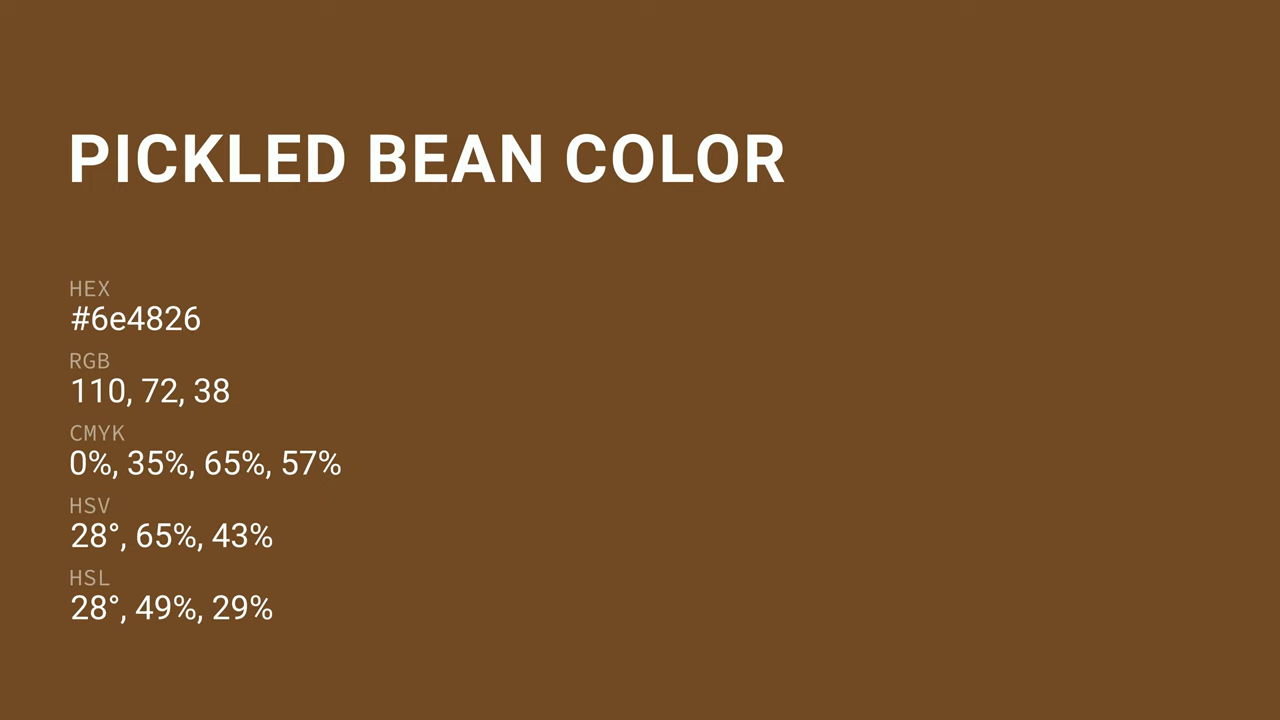 PICKLED BEAN COLOR
HEX
#6e4826
RGB
110, 72, 38
CMYK
0%, 35%, 65%, 57%
HSV
28°, 65%, 43%
HSL
28°, 49%, 29%